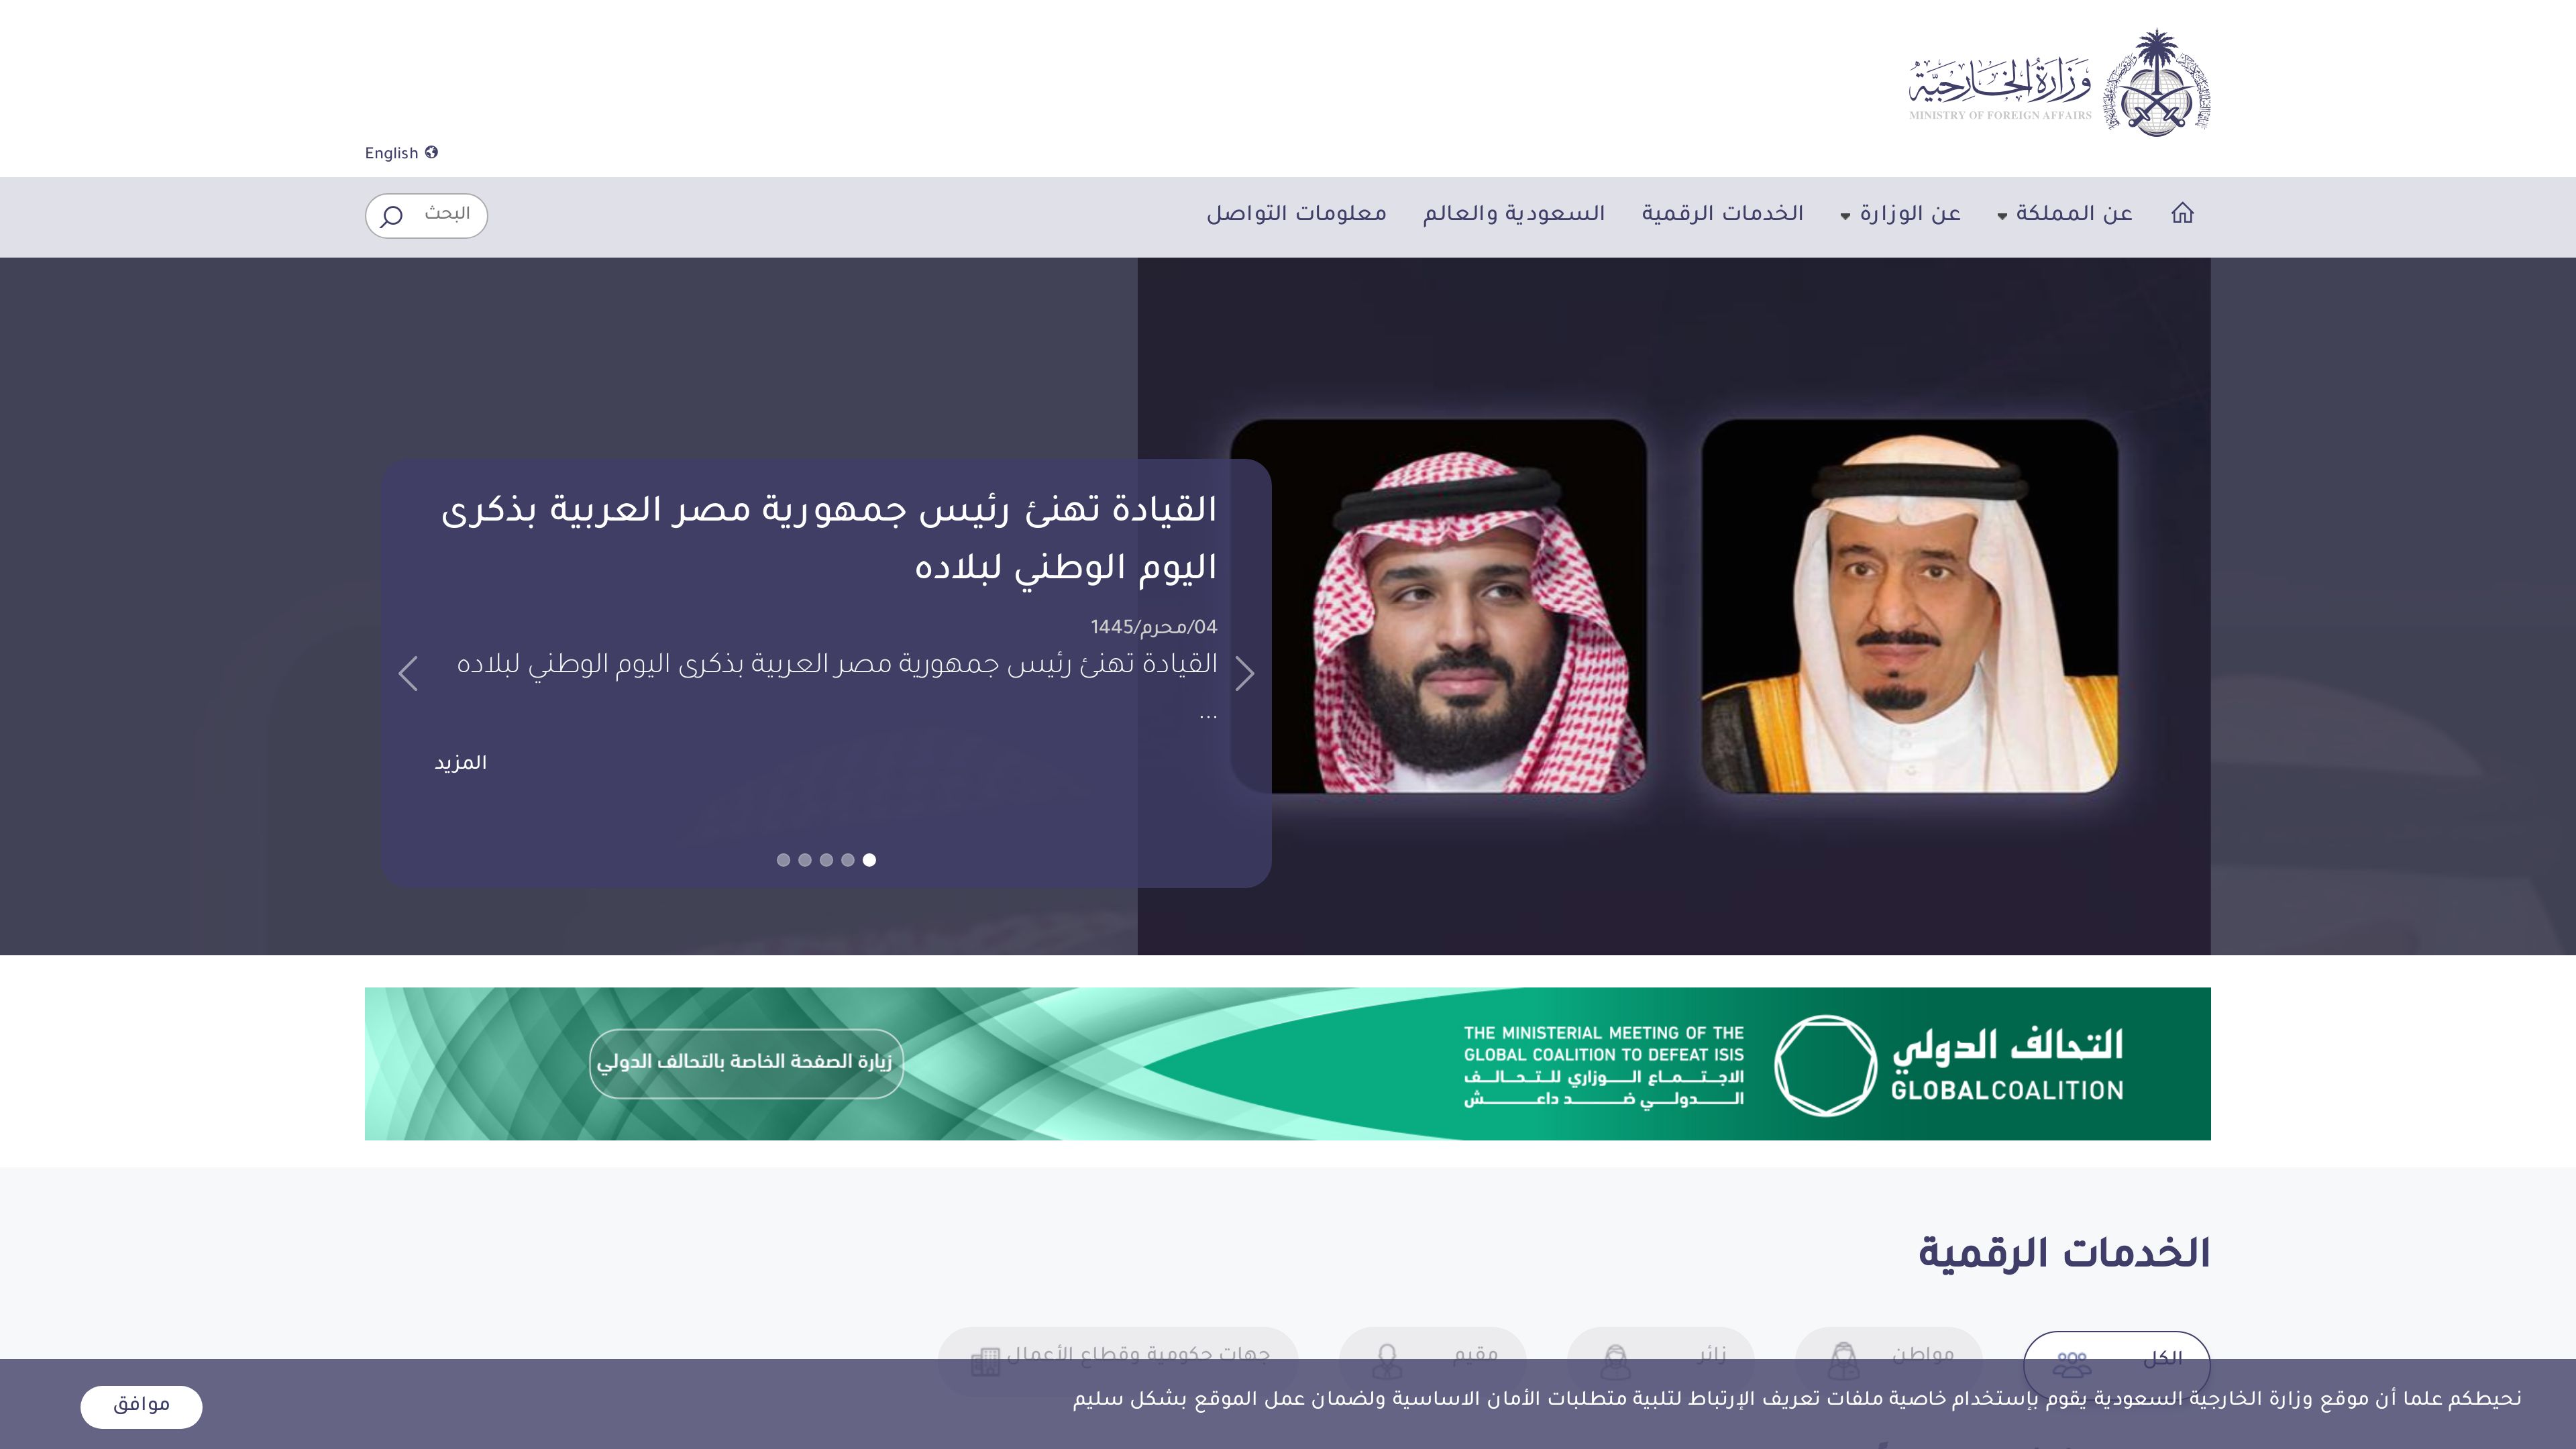 وزارة الخارجية
MINISTRY OF FOREIGN AFFAIRS
English
عن المملكة
عن الوزارة
الخدمات الرقمية
السعودية والعالم
معلومات التواصل
البحث
القيادة تهنئ رئيس جمهورية مصر العربية بذكرى
اليوم الوطني لبلاده
04/محرم/1445
القيادة تهنئ رئيس جمهورية مصر العربية بذكرى اليوم الوطني لبلاده
...
المزيد
التحالف الدولي
GLOBALCOALITION
THE MINISTERIAL MEETING OF THE
GLOBAL COALITION TO DEFEAT ISIS
الاجتماع الوزاري للتحالف
الدولي ضد داعش
زيارة الصفحة الخاصة بالتحالف الدولي
الخدمات الرقمية
الكل
مواطن
زائر
مقيم
جهات حكومية وقطاع الأعمال
نحيطكم علما أن موقع وزارة الخارجية السعودية يقوم بإستخدام خاصية ملفات تعريف الإرتباط لتلبية متطلبات الأمان الاساسية ولضمان عمل الموقع بشكل سليم
موافق